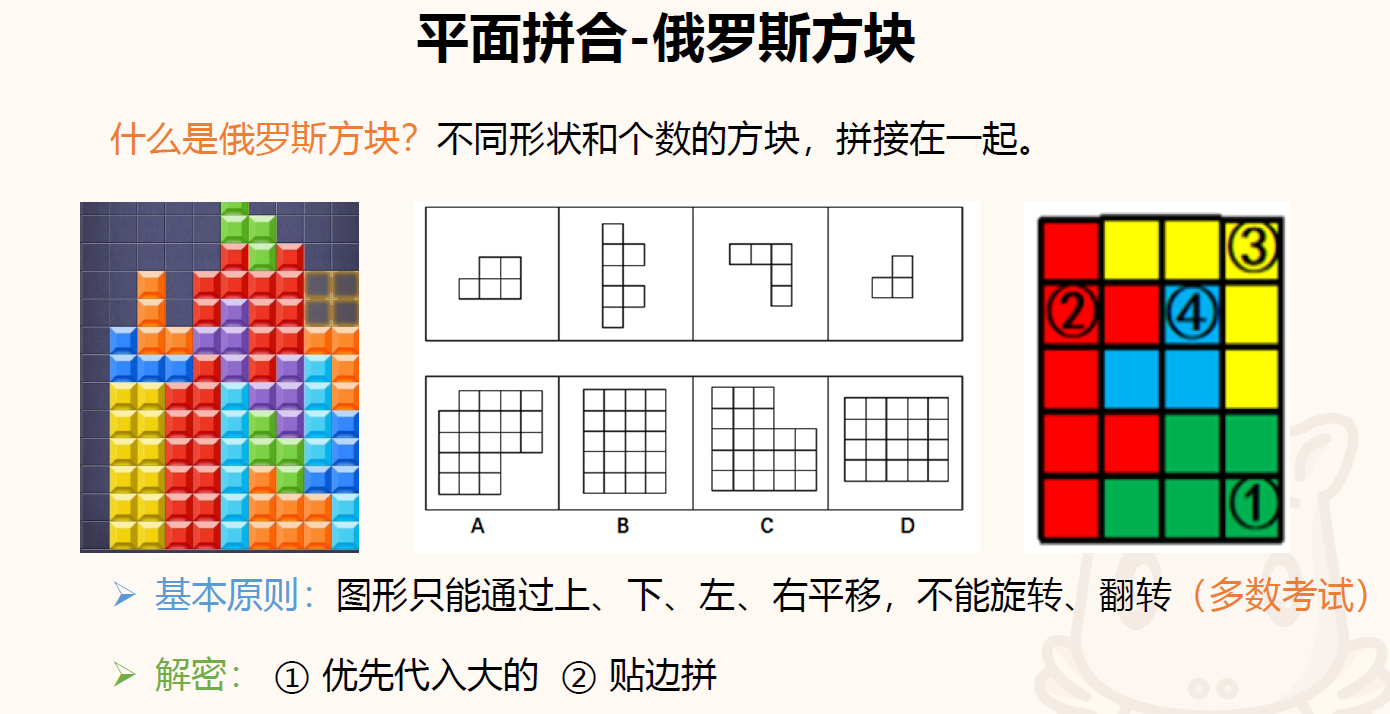 平面拼合-俄罗斯方块
什么是俄罗斯方块？不同形状和个数的方块，拼接在一起。
③
② ④
①
A B C D
➢ 基本原则：图形只能通过上、下、左、右平移，不能旋转、翻转（多数考试）
➢ 解密： ① 优先代入大的 ② 贴边拼